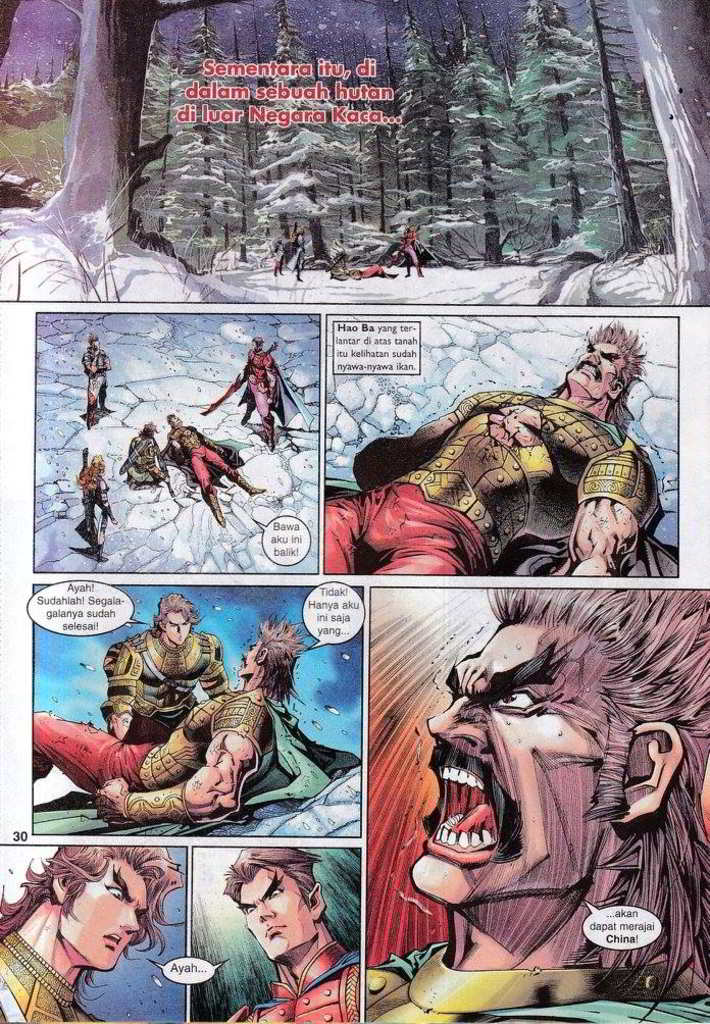 Sementara itu, di
dalam sebuah hutan
di luar Negara Kaca...
Bawa
aku ini
balik!
Hao Ba yang ter-
lantar di atas tanah
itu kelihatan sudah
nyawa-nyawa ikan.
Ayah!
Sudahlah! Segala-
galanya sudah
selesai!
Tidak!
Hanya aku
ini saja
yang...
...akan
dapat merajai
China!
Ayah...
30